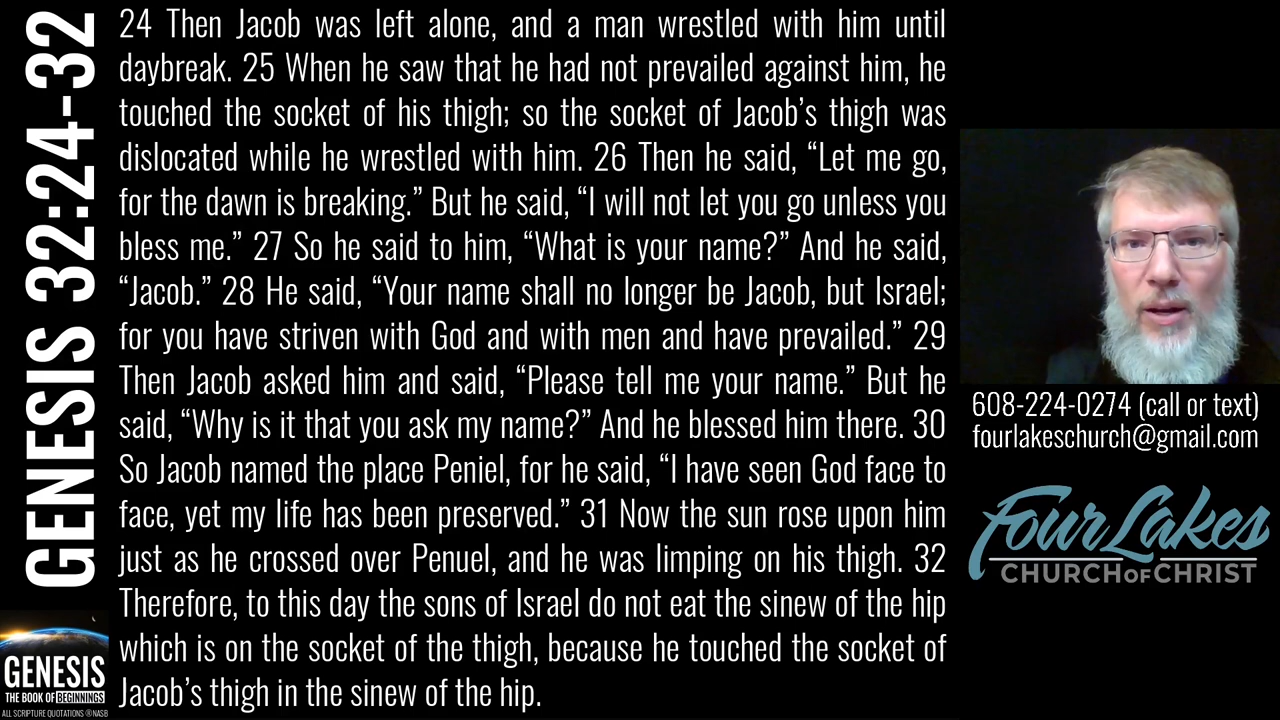 GENESIS 32:24-32
24 Then Jacob was left alone, and a man wrestled with him until
daybreak. 25 When he saw that he had not prevailed against him, he
touched the socket of his thigh; so the socket of Jacob’s thigh was
dislocated while he wrestled with him. 26 Then he said, “Let me go,
for the dawn is breaking.” But he said, “I will not let you go unless you
bless me.” 27 So he said to him, “What is your name?” And he said,
“Jacob.” 28 He said, “Your name shall no longer be Jacob, but Israel;
for you have striven with God and with men and have prevailed.” 29
Then Jacob asked him and said, “Please tell me your name.” But he
said, “Why is it that you ask my name?” And he blessed him there. 30
So Jacob named the place Peniel, for he said, “I have seen God face to
face, yet my life has been preserved.” 31 Now the sun rose upon him
just as he crossed over Penuel, and he was limping on his thigh. 32
Therefore, to this day the sons of Israel do not eat the sinew of the hip
which is on the socket of the thigh, because he touched the socket of
Jacob’s thigh in the sinew of the hip.
GENESIS
THE BOOK OF BEGINNINGS
ALL SCRIPTURE QUOTATIONS ®NASB
608-224-0274 (call or text)
fourlakeschurch@gmail.com
Four Lakes
CHURCH OF CHRIST